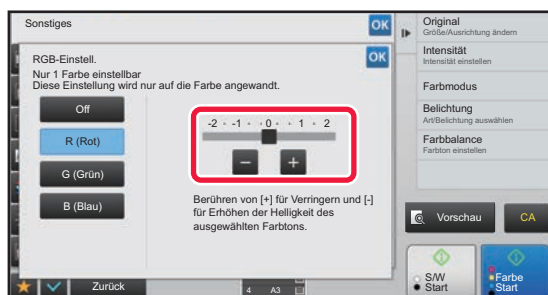 Sonstiges
OK
RGB-Einstell.
OK
Nur 1 Farbe einstellbar
Diese Einstellung wird nur auf die Farbe angewandt.
Off
R (Rot)
G (Grün)
B (Blau)
-2 · -1 · 0 · 1 · 2
− +
Berühren von [+] für Verringern und [-]
für Erhöhen der Helligkeit des
ausgewählten Farbtons.
Zurück
4 A3
Original
Größe/Ausrichtung ändern
Intensität
Intensität einstellen
Farbmodus
Belichtung
Art/Belichtung auswählen
Farbbalance
Farbton einstellen
Vorschau
CA
S/W
Start
Farbe
Start